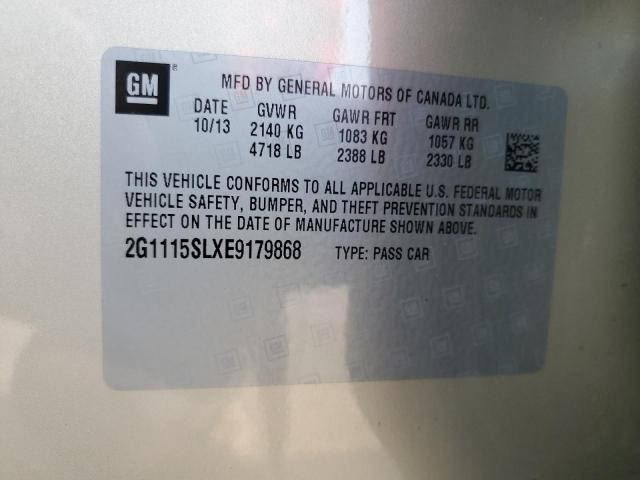 GM
MFD BY GENERAL MOTORS OF CANADA LTD.
DATE GVWR GAWR FRT GAWR RR
10/13 2140 KG 1083 KG 1057 KG
4718 LB 2388 LB 2330 LB
THIS VEHICLE CONFORMS TO ALL APPLICABLE U.S. FEDERAL MOTOR
VEHICLE SAFETY, BUMPER, AND THEFT PREVENTION STANDARDS IN
EFFECT ON THE DATE OF MANUFACTURE SHOWN ABOVE.
2G1115SLXE9179868 TYPE: PASS CAR